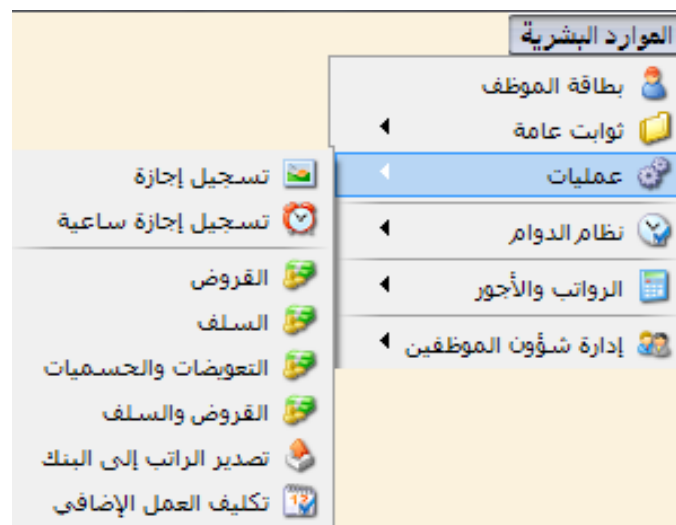 الموارد البشرية
بطاقة الموظف
ثوابت عامة
عمليات
نظام الدوام
الرواتب والأجور
إدارة شؤون الموظفين
تسجيل إجازة
تسجيل إجازة ساعية
القروض
السلف
التعويضات والحسميات
القروض والسلف
تصدير الراتب إلى البنك
تكليف العمل الإضافي